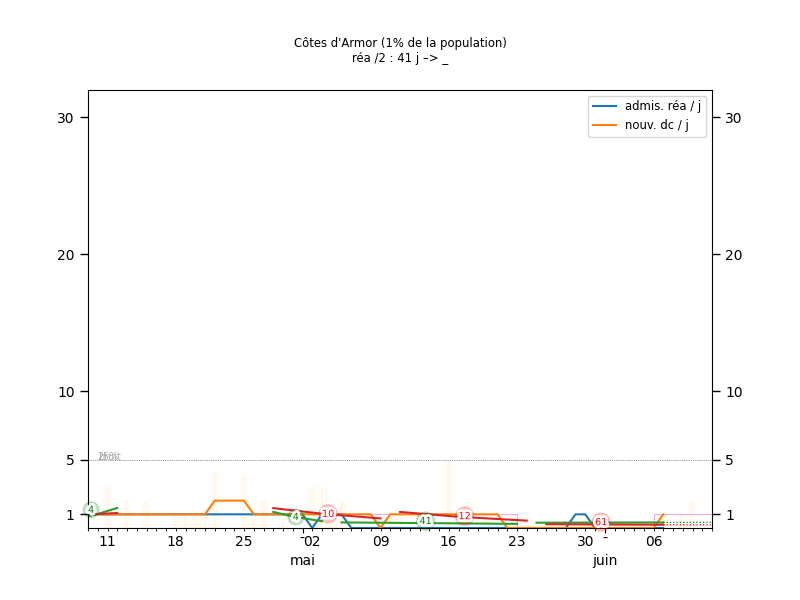 Côtes d'Armor (1% de la population)
réa /2 : 41 j –> _
30 30
admis. réa / j
nouv. dc / j
20 20
10 10
5 5
1 1
4
4
10
41
12
61
11 18 25 02 09 16 23 30 06
mai juin